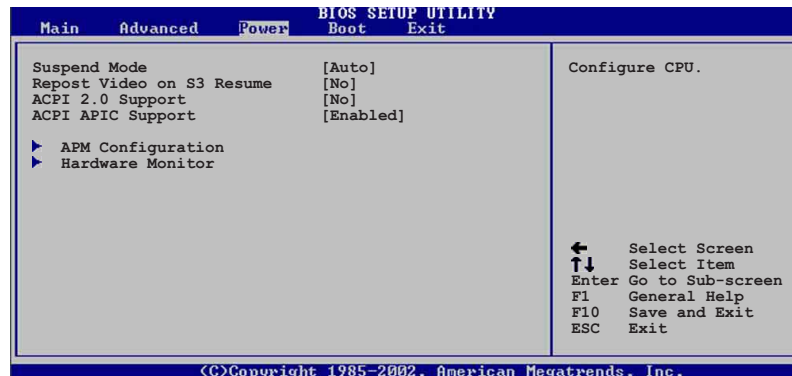 BIOS SETUP UTILITY
Main Advanced Power Boot Exit
Suspend Mode [Auto]
Repost Video on S3 Resume [No]
ACPI 2.0 Support [No]
ACPI APIC Support [Enabled]
APM Configuration
Hardware Monitor
Configure CPU.
← Select Screen
↑↓ Select Item
Enter Go to Sub-screen
F1 General Help
F10 Save and Exit
ESC Exit
(C)Copyright 1985-2002, American Megatrends, Inc.